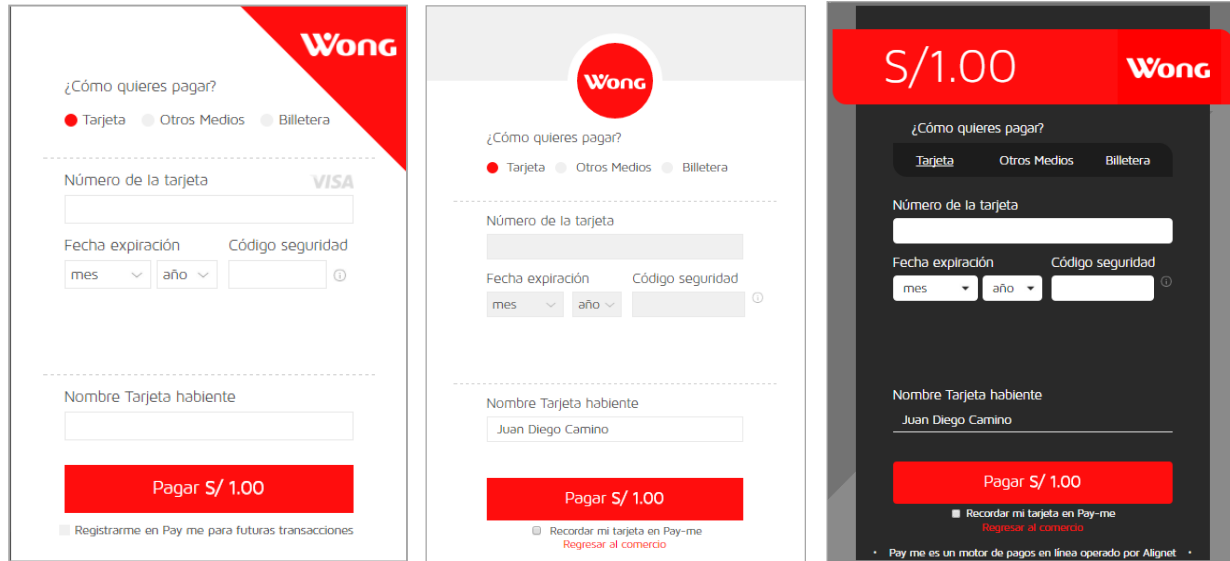 Wong
¿Cómo quieres pagar?
Tarjeta Otros Medios Billetera
Número de la tarjeta VISA
Fecha expiración Código seguridad
mes año
Nombre Tarjeta habiente
Pagar S/ 1.00
Registrarme en Pay me para futuras transacciones
Wong
¿Cómo quieres pagar?
Tarjeta Otros Medios Billetera
Número de la tarjeta
Fecha expiración Código seguridad
mes año
Nombre Tarjeta habiente
Juan Diego Camino
Pagar S/ 1.00
Recordar mi tarjeta en Pay-me
Regresar al comercio
S/1.00 Wong
¿Cómo quieres pagar?
Tarjeta Otros Medios Billetera
Número de la tarjeta
Fecha expiración Código seguridad
mes año
Nombre Tarjeta habiente
Juan Diego Camino
Pagar S/ 1.00
Recordar mi tarjeta en Pay-me
Regresar al comercio
• Pay me es un motor de pagos en línea operado por Alignet •